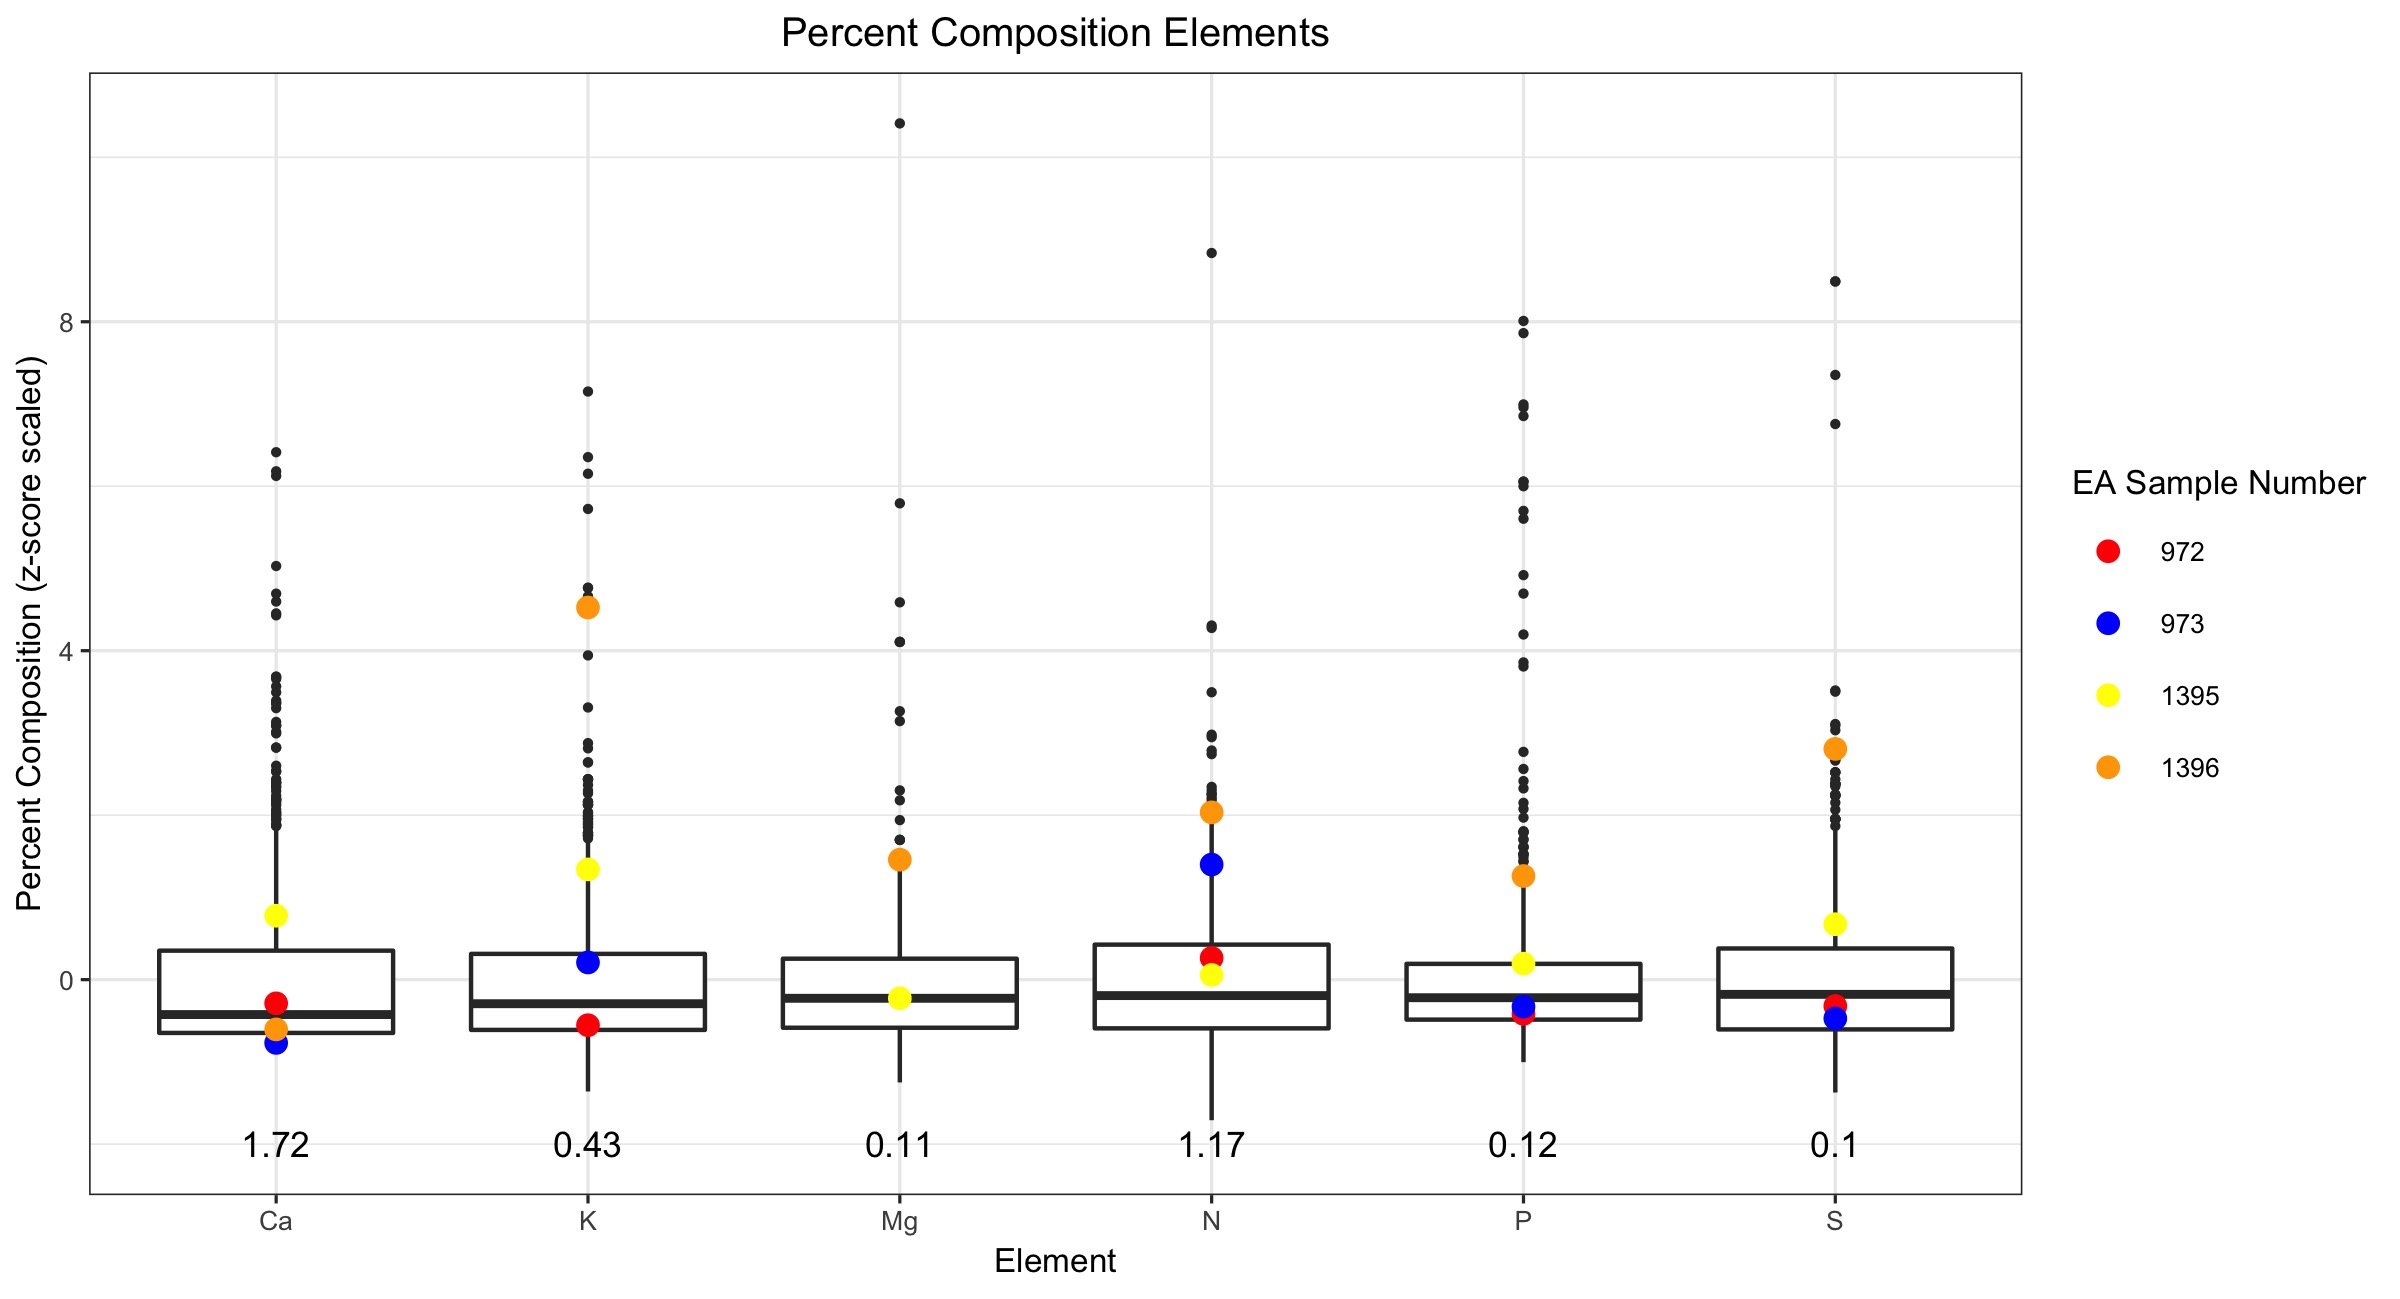 Percent Composition Elements
Percent Composition (z-score scaled)
8
4
0
1.72 0.43 0.11 1.17 0.12 0.1
Ca K Mg N P S
Element
EA Sample Number
972
973
1395
1396